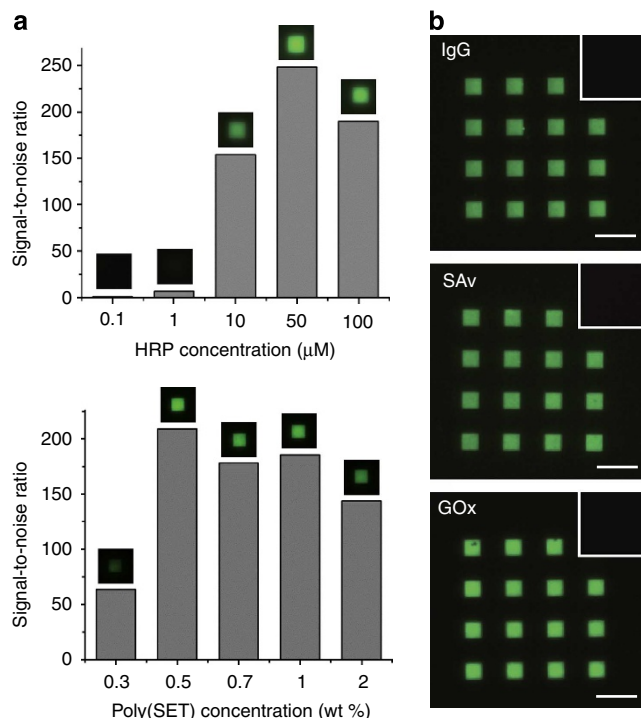 a
Signal-to-noise ratio
250
200
150
100
50
0
0.1 1 10 50 100
HRP concentration (μM)
Signal-to-noise ratio
200
150
100
50
0
0.3 0.5 0.7 1 2
Poly(SET) concentration (wt %)
b
IgG
SAv
GOx